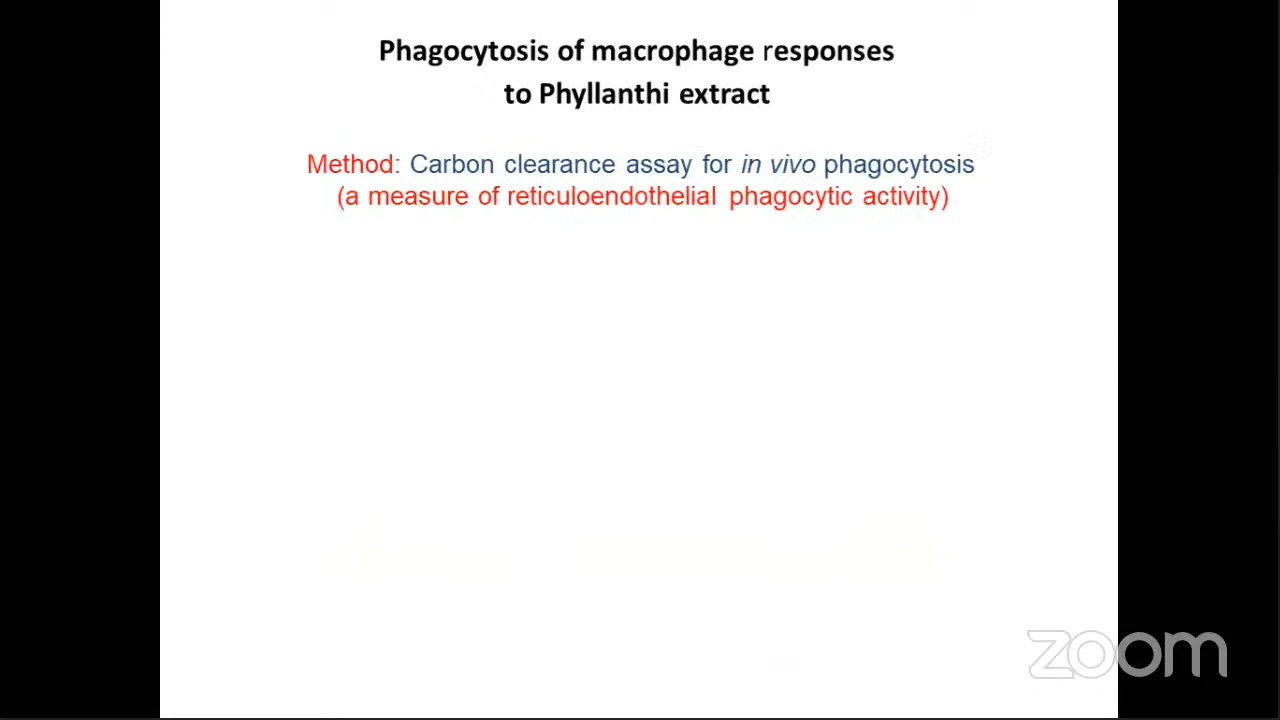 Phagocytosis of macrophage responses
to Phyllanthi extract
Method: Carbon clearance assay for in vivo phagocytosis
(a measure of reticuloendothelial phagocytic activity)
zoom